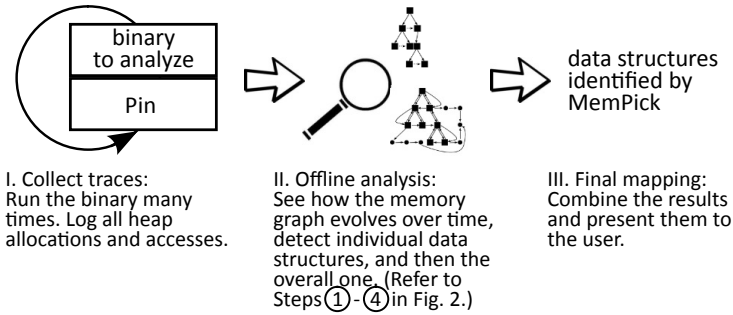 binary
to analyze
Pin
data structures
identified by
MemPick
I. Collect traces:
Run the binary many
times. Log all heap
allocations and accesses.
II. Offline analysis:
See how the memory
graph evolves over time,
detect individual data
structures, and then the
overall one. (Refer to
Steps ① - ④ in Fig. 2.)
III. Final mapping:
Combine the results
and present them to
the user.